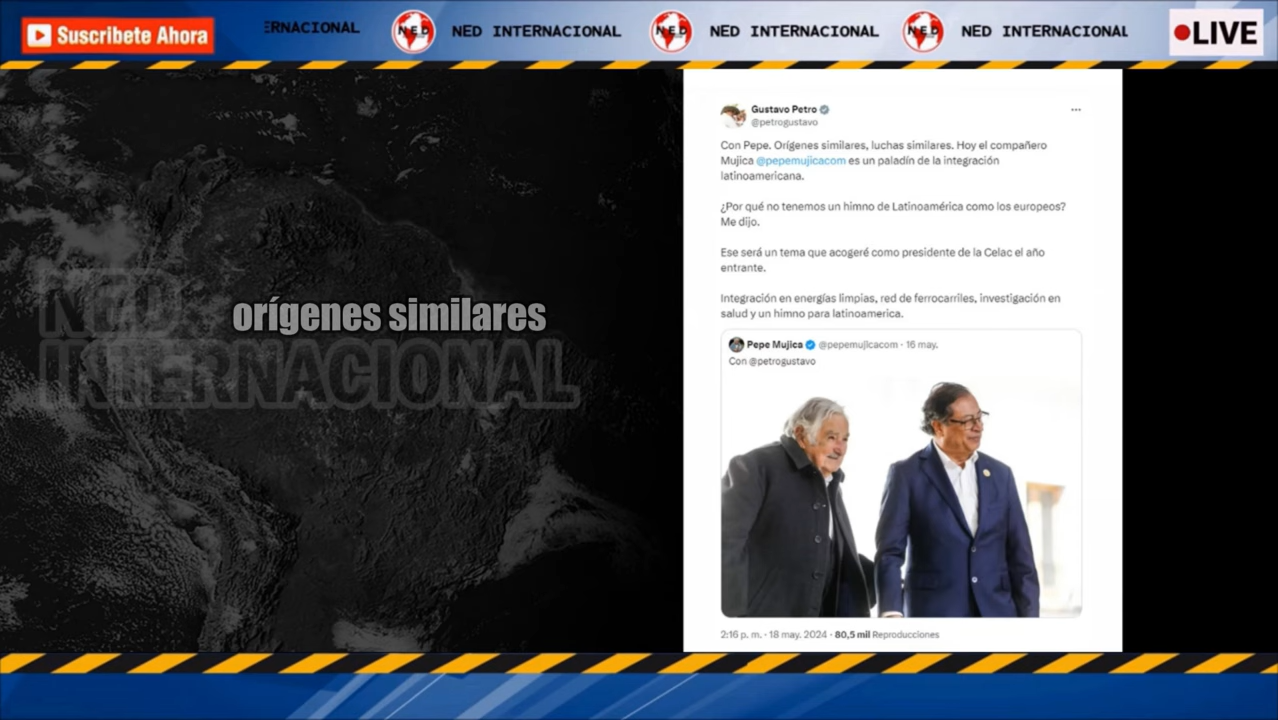 Suscribete Ahora
ERNACIONAL
NED
NED INTERNACIONAL
NED
NED INTERNACIONAL
NED
NED INTERNACIONAL
LIVE
NED
INTERNACIONAL
orígenes similares
Gustavo Petro
@petrogustavo
Con Pepe. Orígenes similares, luchas similares. Hoy el compañero
Mujica @pepemujicacom es un paladín de la integración
latinoamericana.
¿Por qué no tenemos un himno de Latinoamérica como los europeos?
Me dijo.
Ese será un tema que acogeré como presidente de la Celac el año
entrante.
Integración en energías limpias, red de ferrocarriles, investigación en
salud y un himno para latinoamerica.
Pepe Mujica @pepemujicacom · 16 may.
Con @petrogustavo
2:16 p. m. · 18 may. 2024 · 80,5 mil Reproducciones